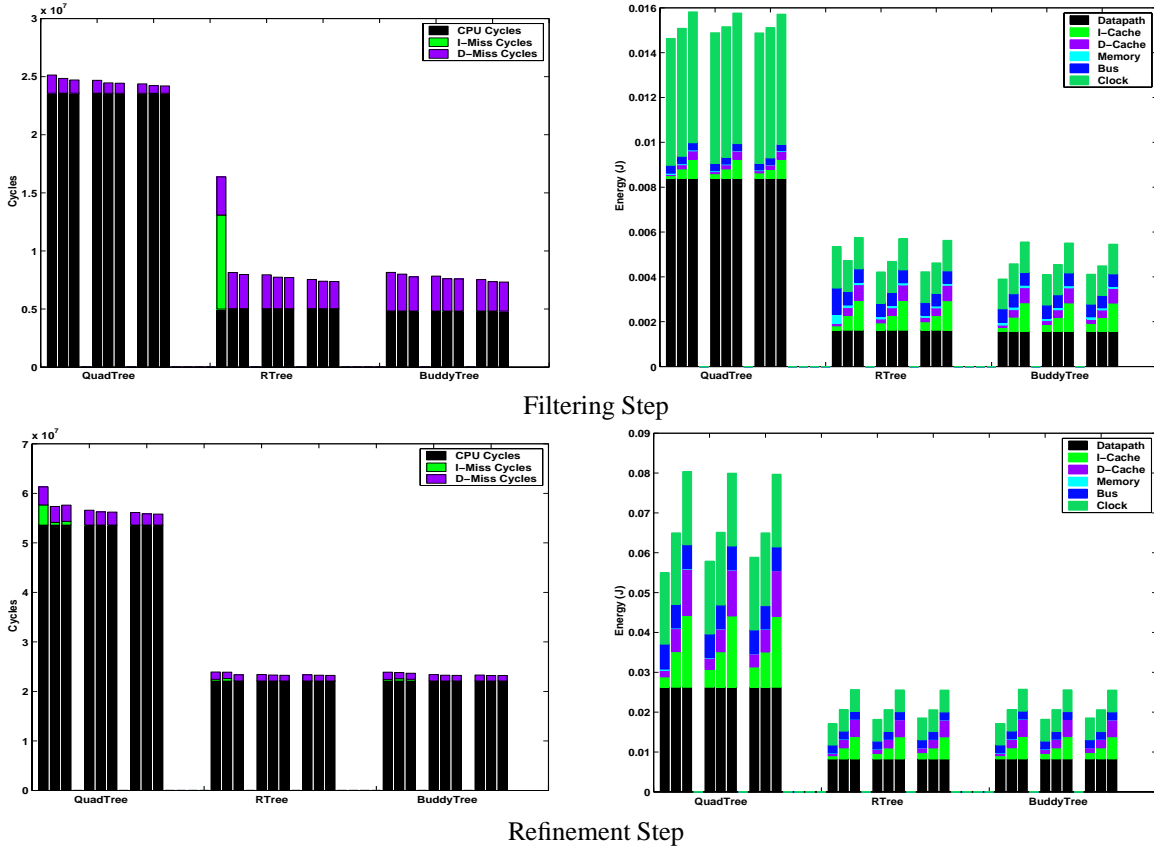 x 10^7
3
2.5
2
1.5
1
0.5
0
Cycles
CPU Cycles
I−Miss Cycles
D−Miss Cycles
QuadTree
RTree
BuddyTree
0.016
0.014
0.012
0.01
0.008
0.006
0.004
0.002
0
Energy (J)
Datapath
I−Cache
D−Cache
Memory
Bus
Clock
QuadTree
RTree
BuddyTree
Filtering Step
x 10^7
7
6
5
4
3
2
1
0
Cycles
CPU Cycles
I−Miss Cycles
D−Miss Cycles
QuadTree
RTree
BuddyTree
0.09
0.08
0.07
0.06
0.05
0.04
0.03
0.02
0.01
0
Energy (J)
Datapath
I−Cache
D−Cache
Memory
Bus
Clock
QuadTree
RTree
BuddyTree
Refinement Step